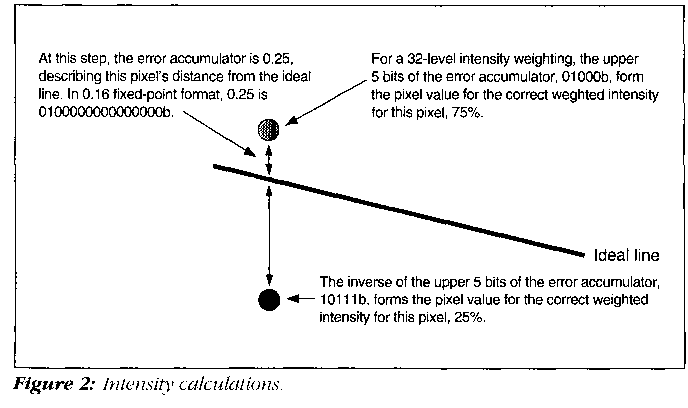 At this step, the error accumulator is 0.25,
describing this pixel's distance from the ideal
line. In 0.16 fixed-point format, 0.25 is
0100000000000000b.
For a 32-level intensity weighting, the upper
5 bits of the error accumulator, 01000b, form
the pixel value for the correct weghted intensity
for this pixel, 75%.
Ideal line
The inverse of the upper 5 bits of the error accumulator,
10111b, forms the pixel value for the correct weighted
intensity for this pixel, 25%.
Figure 2: Intensity calculations.